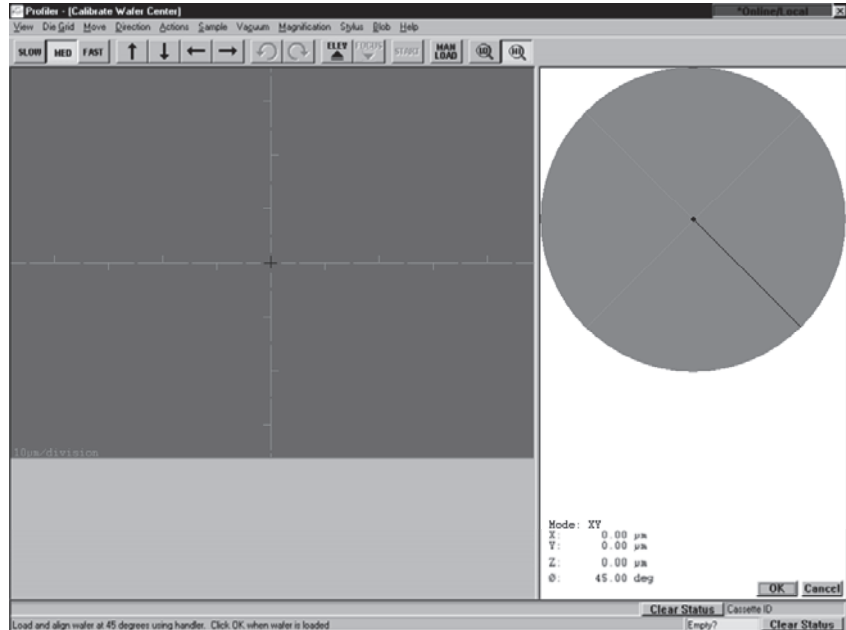 Profiler - [Calibrate Wafer Center]
*Online/Local
View Die Grid Move Direction Actions Sample Vacuum Magnification Stylus Blob Help
SLOW MED FAST ELEV FOCUS START MAN LOAD LO HI
10µm/division
Mode: XY
X: 0.00 µm
Y: 0.00 µm
Z: 0.00 µm
Ø: 45.00 deg
OK Cancel
Clear Status Cassette ID
Load and align wafer at 45 degrees using handler. Click OK when wafer is loaded
Empty? Clear Status